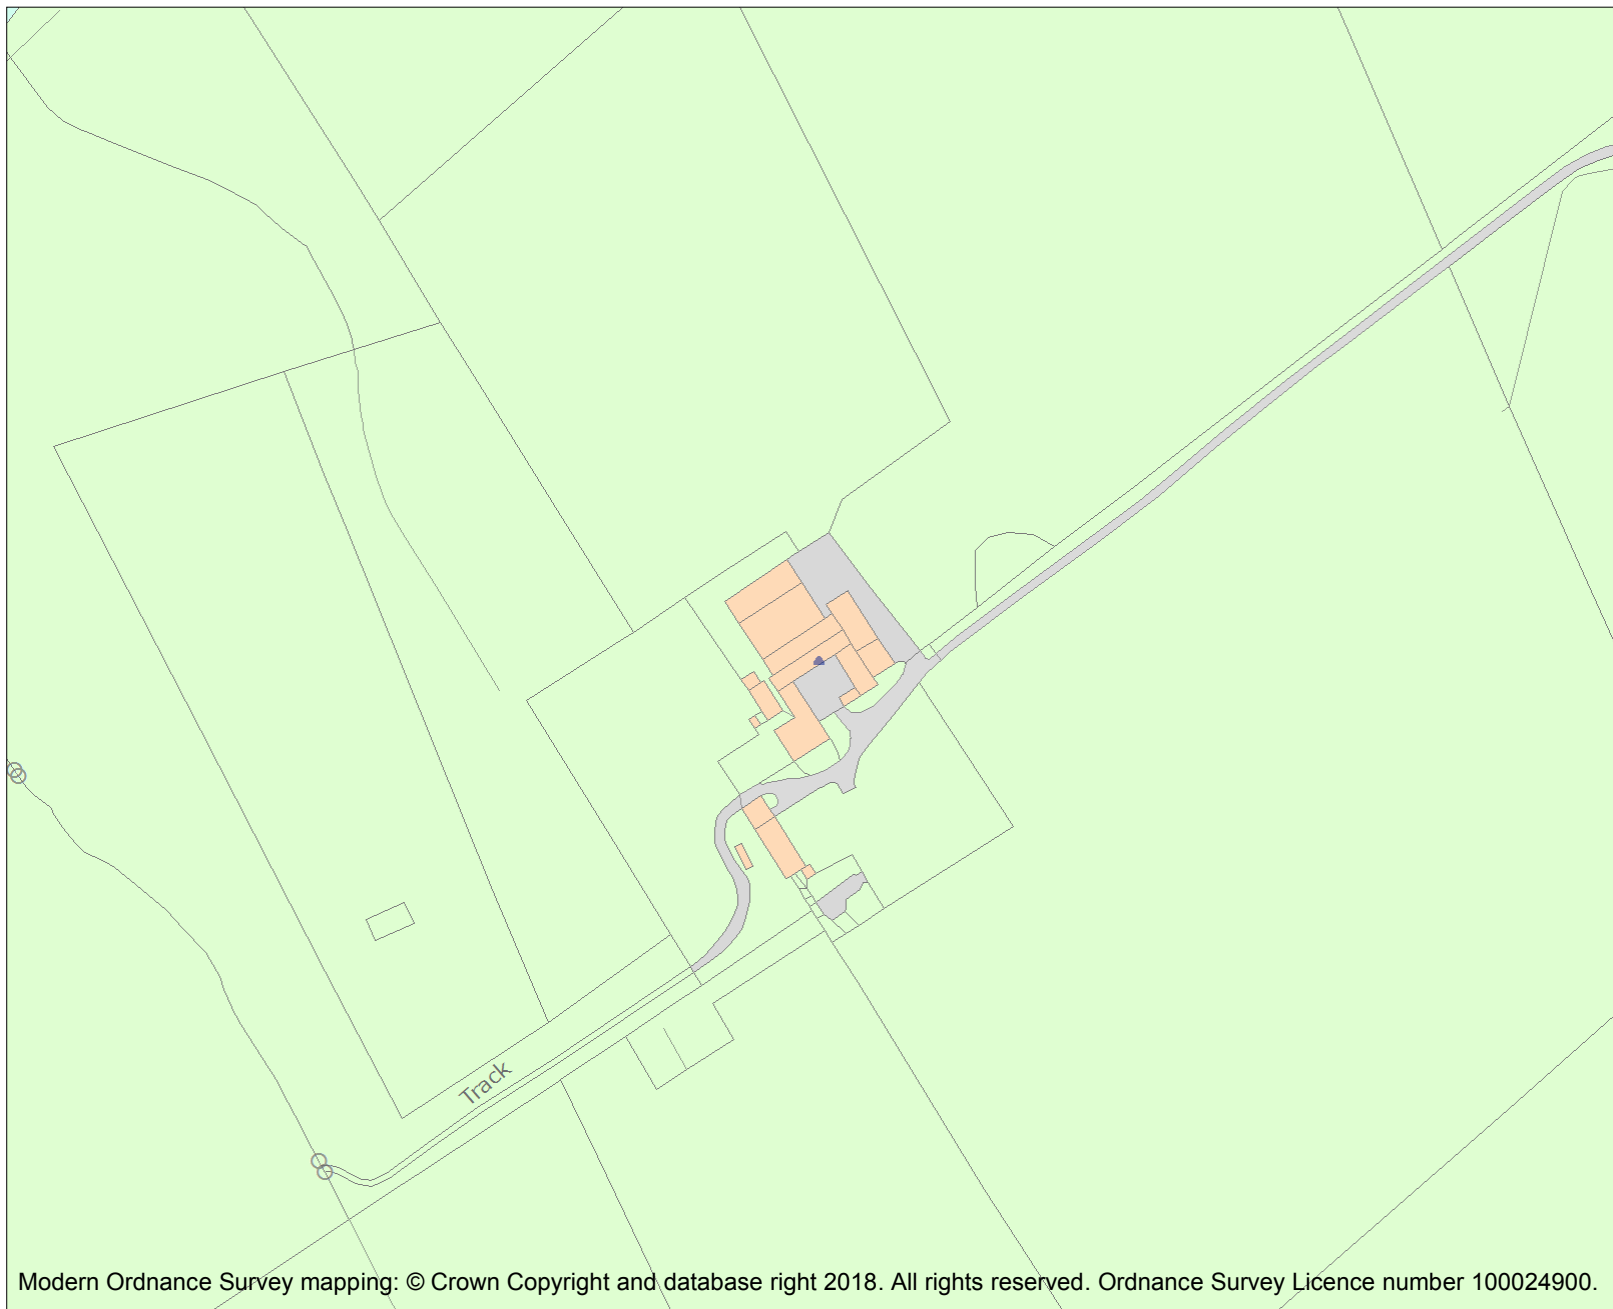 Track
Modern Ordnance Survey mapping: © Crown Copyright and database right 2018. All rights reserved. Ordnance Survey Licence number 100024900.